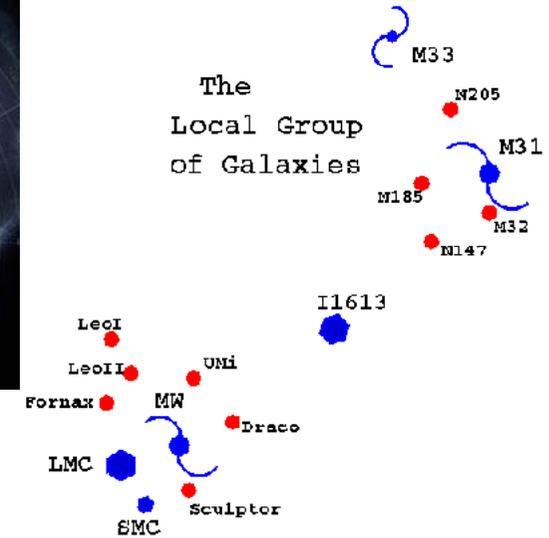 M33
The
Local Group
of Galaxies
N205
M31
M185
M32
N147
I1613
LeoI
LeoII
UMi
Fornax
MW
Draco
LMC
Sculptor
SMC